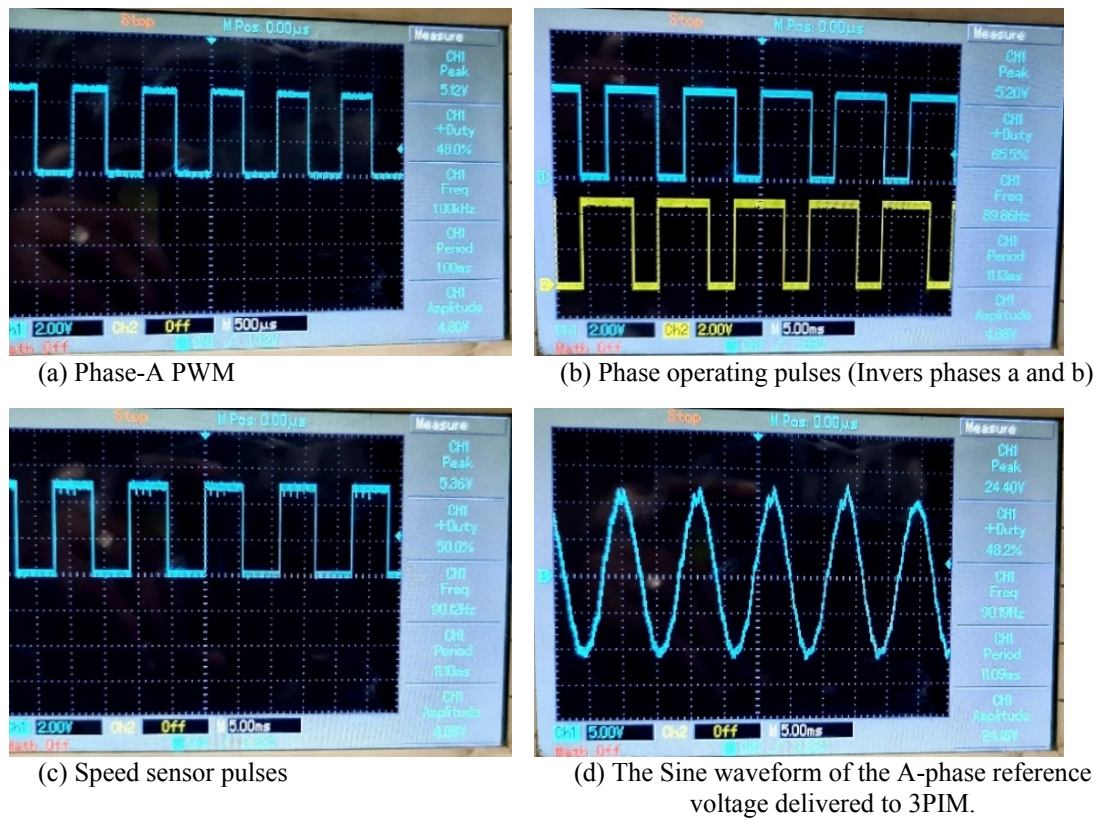 Stop
M Pos: 0.00µs
Measure
CH1
Peak
5.12V
CH1
+Duty
48.0%
CH1
Freq
1.00kHz
CH1
Period
1.00ms
CH1
Amplitude
4.80V
2.00V Ch2 Off M 500µs
Math Off
(a) Phase-A PWM
Stop
M Pos: 0.00µs
Measure
CH1
Peak
5.20V
CH1
+Duty
65.5%
CH1
Freq
89.86Hz
CH1
Period
11.13ms
CH1
Amplitude
4.88V
1
2
Ch1 2.00V Ch2 2.00V M 5.00ms
Math Off
(b) Phase operating pulses (Invers phases a and b)
Stop
M Pos: 0.00µs
Measure
CH1
Peak
5.36V
CH1
+Duty
50.0%
CH1
Freq
90.12Hz
CH1
Period
11.10ms
CH1
Amplitude
2.00V Ch2 Off M 5.00ms
Math Off
(c) Speed sensor pulses
Stop
M Pos: 0.00µs
Measure
CH1
Peak
24.40V
CH1
+Duty
48.2%
CH1
Freq
90.19Hz
CH1
Period
11.09ms
CH1
Amplitude
1
Ch1 5.00V Ch2 Off M 5.00ms
Math Off
(d) The Sine waveform of the A-phase reference
voltage delivered to 3PIM.